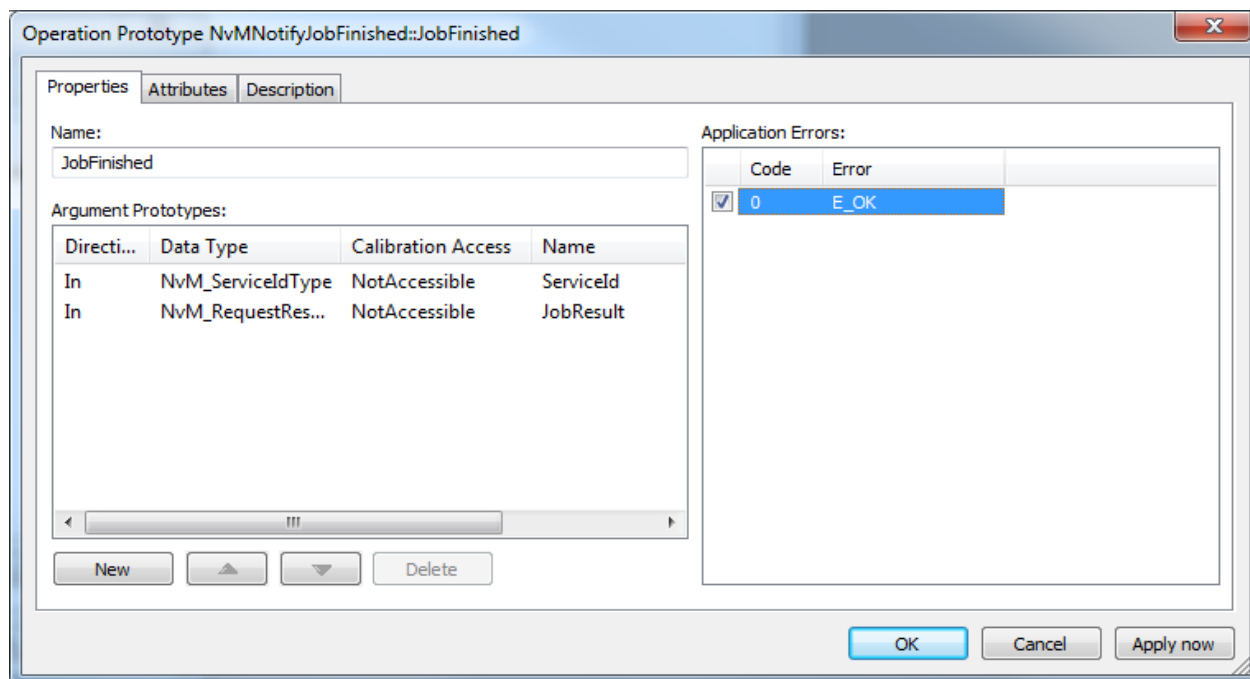 Operation Prototype NvMNotifyJobFinished::JobFinished
Properties Attributes Description
Name:
JobFinished
Argument Prototypes:
Directi... Data Type Calibration Access Name
In NvM_ServiceIdType NotAccessible ServiceId
In NvM_RequestRes... NotAccessible JobResult
New Delete
Application Errors:
Code Error
0 E_OK
OK Cancel Apply now